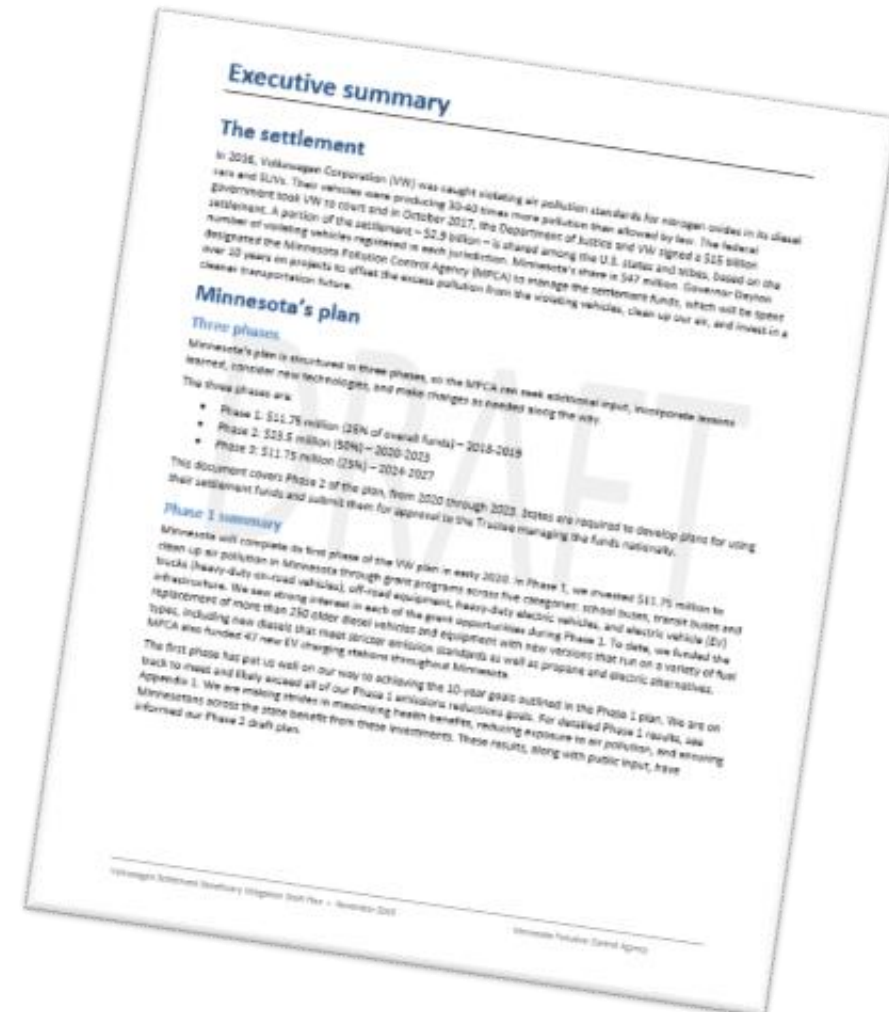 Executive summary
The settlement
In 2016, Volkswagen Corporation (VW) was caught violating air pollution standards for nitrogen oxides in its diesel
cars and SUVs. Their vehicles were producing 30-40 times more pollution than allowed by law. The federal
government took VW to court and in October 2017, the Department of Justice and VW signed a $15 billion
settlement. A portion of the settlement – $2.9 billion – is shared among the U.S. states and tribes, based on the
number of violating vehicles registered in each jurisdiction. Minnesota's share is $47 million. Governor Dayton
designated the Minnesota Pollution Control Agency (MPCA) to manage the settlement funds, which will be spent
over 10 years on projects to offset the excess pollution from the violating vehicles, clean up our air, and invest in a
cleaner transportation future.
Minnesota's plan
Three phases
Minnesota's plan is structured in three phases, so the MPCA can seek additional input, incorporate lessons
learned, consider new technologies, and make changes as needed along the way.
The three phases are:
• Phase 1: $11.75 million (25% of overall funds) – 2018-2019
• Phase 2: $23.5 million (50%) – 2020-2023
• Phase 3: $11.75 million (25%) – 2024-2027
This document covers Phase 2 of the plan, from 2020 through 2023. States are required to develop plans for using
their settlement funds and submit them for approval to the Trustee managing the funds nationally.
Phase 1 summary
Minnesota will complete its first phase of the VW plan in early 2020. In Phase 1, we invested $11.75 million to
clean up air pollution in Minnesota through grant programs across five categories: school buses, transit buses and
trucks (heavy-duty on-road vehicles), off-road equipment, heavy-duty electric vehicles, and electric vehicle (EV)
infrastructure. We saw strong interest in each of the grant opportunities during Phase 1. To date, we funded the
replacement of more than 250 older diesel vehicles and equipment with new versions that run on a variety of fuel
types, including new diesels that meet stricter emission standards as well as propane and electric alternatives.
MPCA also funded 47 new EV charging stations throughout Minnesota.
The first phase has put us well on our way to achieving the 10-year goals outlined in the Phase 1 plan. We are on
track to meet and likely exceed all of our Phase 1 emissions reductions goals. For detailed Phase 1 results, see
Appendix 1. We are making strides in maximizing health benefits, reducing exposure to air pollution, and ensuring
Minnesotans across the state benefit from these investments. These results, along with public input, have
informed our Phase 2 draft plan.
DRAFT
Volkswagen Settlement Beneficiary Mitigation Draft Plan •
Minnesota Pollution Control Agency